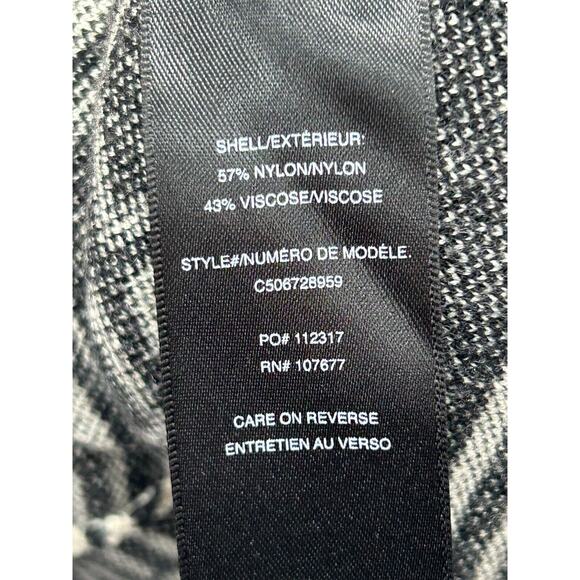 SHELL/EXTÉRIEUR:
57% NYLON/NYLON
43% VISCOSE/VISCOSE
STYLE#/NUMÉRO DE MODÈLE.
C506728959
PO# 112317
RN# 107677
CARE ON REVERSE
ENTRETIEN AU VERSO